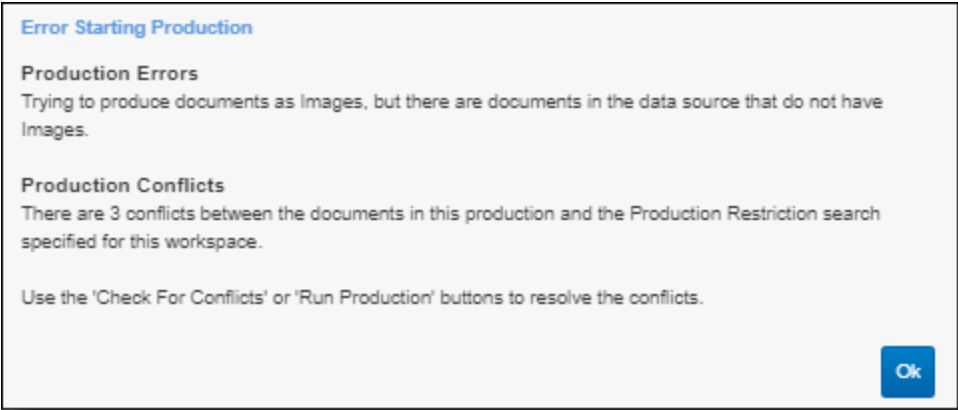 Error Starting Production
Production Errors
Trying to produce documents as Images, but there are documents in the data source that do not have
Images.
Production Conflicts
There are 3 conflicts between the documents in this production and the Production Restriction search
specified for this workspace.
Use the 'Check For Conflicts' or 'Run Production' buttons to resolve the conflicts.
Ok